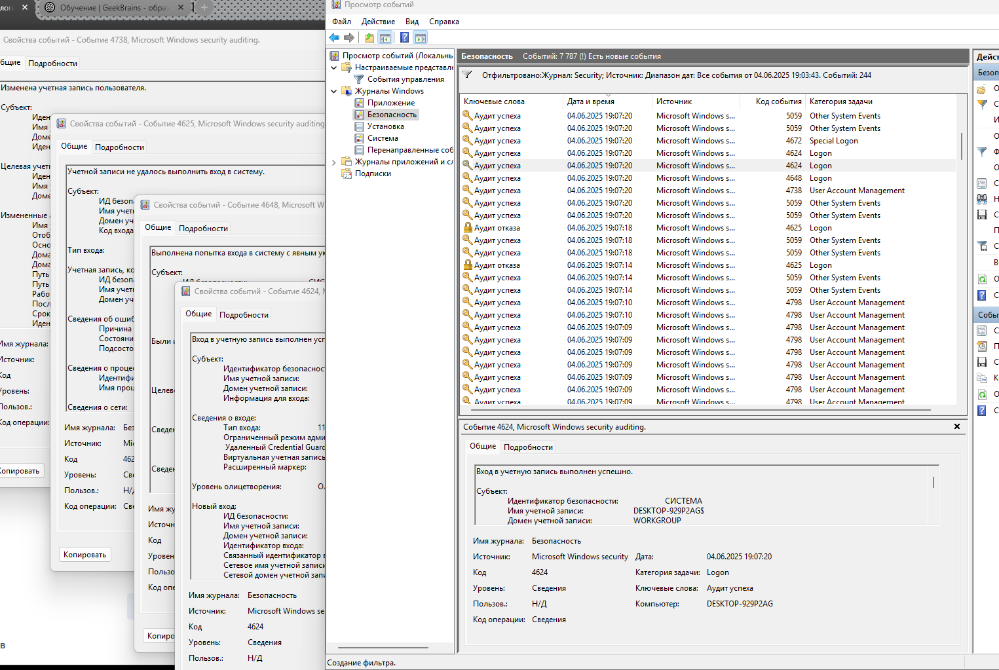 Обучение | GeekBrains - обра
Свойства событий - Событие 4738, Microsoft Windows security auditing.
Подробности
Изменена учетная запись пользователя.
Субъект:
Иден
Имя
Доме
Иден
Целевая учетн
Иден
Имя
Доме
Измененные а
Имя
Отоб
Осно
Дома
Дома
Путь
Путь
Рабо
Посл
Срок
Иден
Имя журнала:
Источник:
Код
Уровень:
Пользов.:
Код операции:
Копировать
в
Свойства событий - Событие 4625, Microsoft Windows security auditing
Общие
Подробности
Учетной записи не удалось выполнить вход в систему.
Субъект:
ИД безопа
Имя учетн
Домен уч
Код входа
Тип входа:
Учетная запись, ко
ИД безопа
Имя учетн
Домен уч
Сведения об ошиб
Причина
Состояни
Подсосто
Сведения о процес
Идентифи
Имя проц
Сведения о сети:
Имя журнала: Без
Источник: Mic
Код 462
Уровень: Све
Пользов.: Н/Д
Код операции: Све
Копировать
Свойства событий - Событие 4648, Microsoft W
Общие
Подробности
Выполнена попытка входа в систему с явным ук
Субъект:
Были и
Целев
Сведен
Сведен
Имя жу
Источн
Код
Уровен
Пользо
Код опе
Копиро
Свойства событий - Событие 4624, M
Общие
Подробности
Вход в учетную запись выполнен усп
Субъект:
Идентификатор безопасност
Имя учетной записи:
Домен учетной записи:
Информация для входа:
Сведения о входе:
Тип входа: 11
Ограниченный режим адми
Удаленный Credential Guard
Виртуальная учетная запись
Расширенный маркер:
Уровень олицетворения: Ол
Новый вход:
ИД безопасности:
Имя учетной записи:
Домен учетной записи:
Идентификатор входа:
Связанный идентификатор в
Сетевое имя учетной записи
Сетевой домен учетной запи
Имя журнала: Безопасность
Источник: Microsoft Windows se
Код 4624
Уровень: Сведения
Пользов.: Н/Д
Просмотр событий
Файл Действие Вид Справка
Просмотр событий (Локальнь
Настраиваемые представле
События управления
Журналы Windows
Приложение
Безопасность
Установка
Система
Перенаправленные соб
Журналы приложений и сл
Подписки
Безопасность Событий: 7 787 (!) Есть новые события
Отфильтровано:Журнал: Security; Источник: Диапазон дат: Все события от 04.06.2025 19:03:43. Событий: 244
Ключевые слова Дата и время Источник Код события Категория задачи
Аудит успеха 04.06.2025 19:07:20 Microsoft Windows s... 5059 Other System Events
Аудит успеха 04.06.2025 19:07:20 Microsoft Windows s... 5059 Other System Events
Аудит успеха 04.06.2025 19:07:20 Microsoft Windows s... 4672 Special Logon
Аудит успеха 04.06.2025 19:07:20 Microsoft Windows s... 4624 Logon
Аудит успеха 04.06.2025 19:07:20 Microsoft Windows s... 4624 Logon
Аудит успеха 04.06.2025 19:07:20 Microsoft Windows s... 4648 Logon
Аудит успеха 04.06.2025 19:07:20 Microsoft Windows s... 4738 User Account Management
Аудит успеха 04.06.2025 19:07:20 Microsoft Windows s... 5059 Other System Events
Аудит успеха 04.06.2025 19:07:20 Microsoft Windows s... 5059 Other System Events
Аудит отказа 04.06.2025 19:07:18 Microsoft Windows s... 4625 Logon
Аудит успеха 04.06.2025 19:07:18 Microsoft Windows s... 5059 Other System Events
Аудит успеха 04.06.2025 19:07:18 Microsoft Windows s... 5059 Other System Events
Аудит отказа 04.06.2025 19:07:14 Microsoft Windows s... 4625 Logon
Аудит успеха 04.06.2025 19:07:14 Microsoft Windows s... 5059 Other System Events
Аудит успеха 04.06.2025 19:07:14 Microsoft Windows s... 5059 Other System Events
Аудит успеха 04.06.2025 19:07:10 Microsoft Windows s... 4798 User Account Management
Аудит успеха 04.06.2025 19:07:10 Microsoft Windows s... 4798 User Account Management
Аудит успеха 04.06.2025 19:07:09 Microsoft Windows s... 4798 User Account Management
Аудит успеха 04.06.2025 19:07:09 Microsoft Windows s... 4798 User Account Management
Аудит успеха 04.06.2025 19:07:09 Microsoft Windows s... 4798 User Account Management
Аудит успеха 04.06.2025 19:07:09 Microsoft Windows s... 4798 User Account Management
Аудит успеха 04.06.2025 19:07:09 Microsoft Windows s... 4798 User Account Management
Аудит успеха 04.06.2025 19:07:09 Microsoft Windows s... 4798 User Account Management
Аудит успеха 04.06.2025 19:07:09 Microsoft Windows s... 4798 User Account Management
Событие 4624, Microsoft Windows security auditing.
Общие
Подробности
Вход в учетную запись выполнен успешно.
Субъект:
Идентификатор безопасности: СИСТЕМА
Имя учетной записи: DESKTOP-929P2AG$
Домен учетной записи: WORKGROUP
Имя журнала: Безопасность
Источник: Microsoft Windows security Дата: 04.06.2025 19:07:20
Код 4624 Категория задачи: Logon
Уровень: Сведения Ключевые слова: Аудит успеха
Пользов.: Н/Д Компьютер: DESKTOP-929P2AG
Код операции: Сведения
Создание фильтра.
Дейст
Безоп
Собы